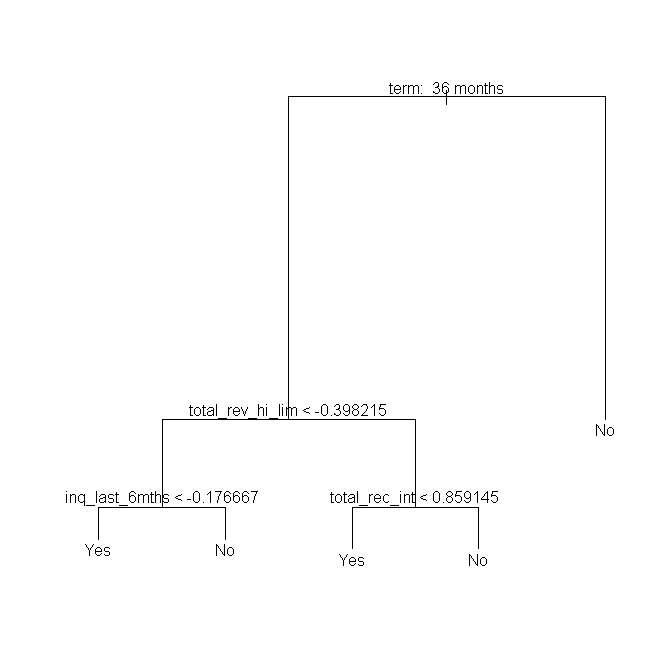 term:  36 months
total_rev_hi_lim < -0.398215
No
inq_last_6mths < -0.176667
total_rec_int < 0.859145
Yes
No
Yes
No